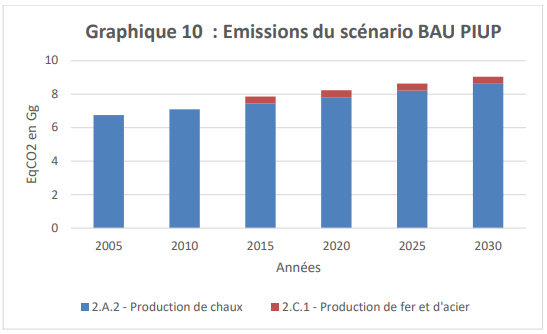 Graphique 10 : Emissions du scénario BAU PIUP
EqCO2 en Gg
10
8
6
4
2
0
2005 2010 2015 2020 2025 2030
Années
2.A.2 - Production de chaux 2.C.1 - Production de fer et d'acier